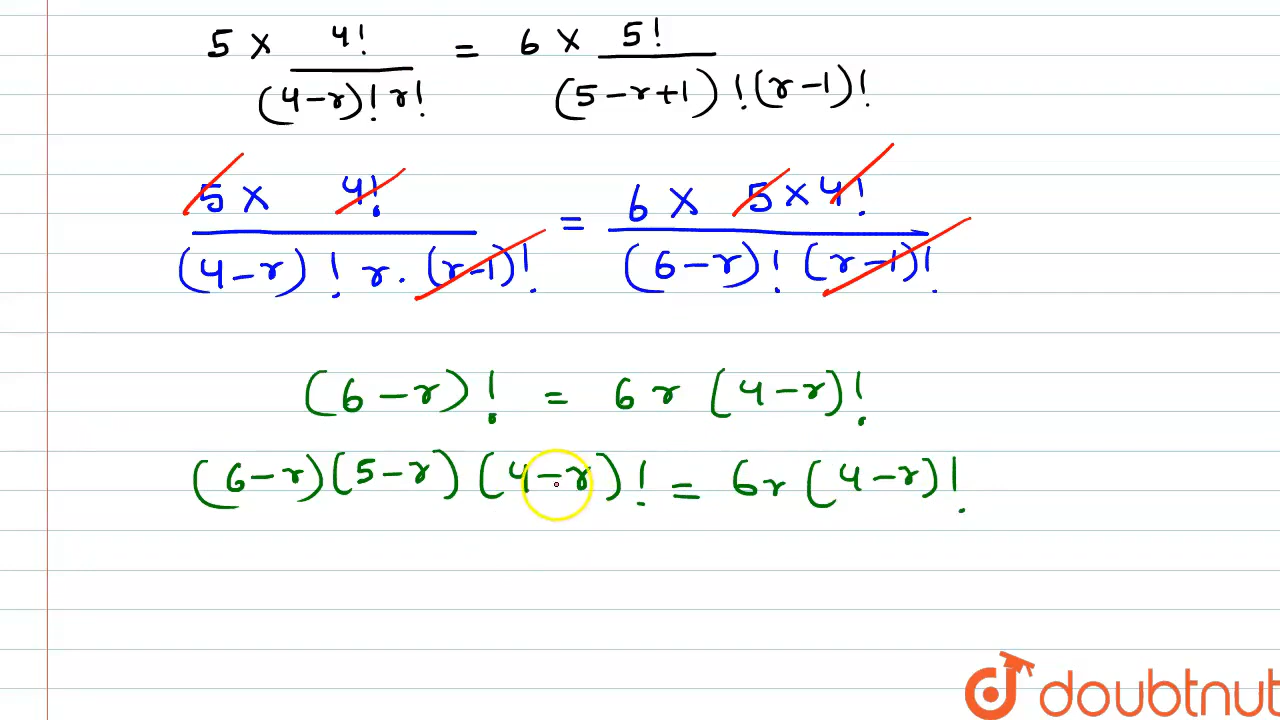 5 × 4!/(4-r)! r! = 6 × 5!/(5-r+1)! (r-1)!
5 × 4!/(4-r)! r. (r-1)! = 6 × 5 × 4!/(6-r)! (r-1)!
(6-r)! = 6r (4-r)!
(6-r)(5-r)(4-r)! = 6r (4-r)!
doubtnut